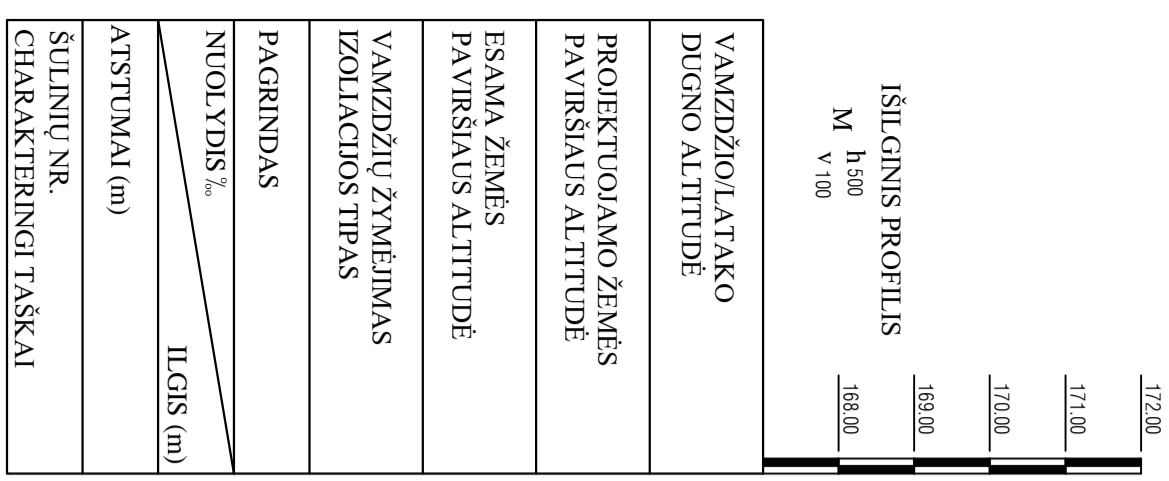 172.00
171.00
170.00
169.00
168.00
IŠILGINIS PROFILIS
M h 500
v 100
VAMZDŽIO/LATAKO
DUGNO ALTITUDĖ
PROJEKTUOJAMO ŽEMĖS
PAVIRŠIAUS ALTITUDĖ
ESAMA ŽEMĖS
PAVIRŠIAUS ALTITUDĖ
VAMZDŽIŲ ŽYMĖJIMAS
IZOLIACIJOS TIPAS
PAGRINDAS
NUOLYDIS ‰
ILGIS (m)
ATSTUMAI (m)
ŠULINIŲ NR.
CHARAKTERINGI TAŠKAI